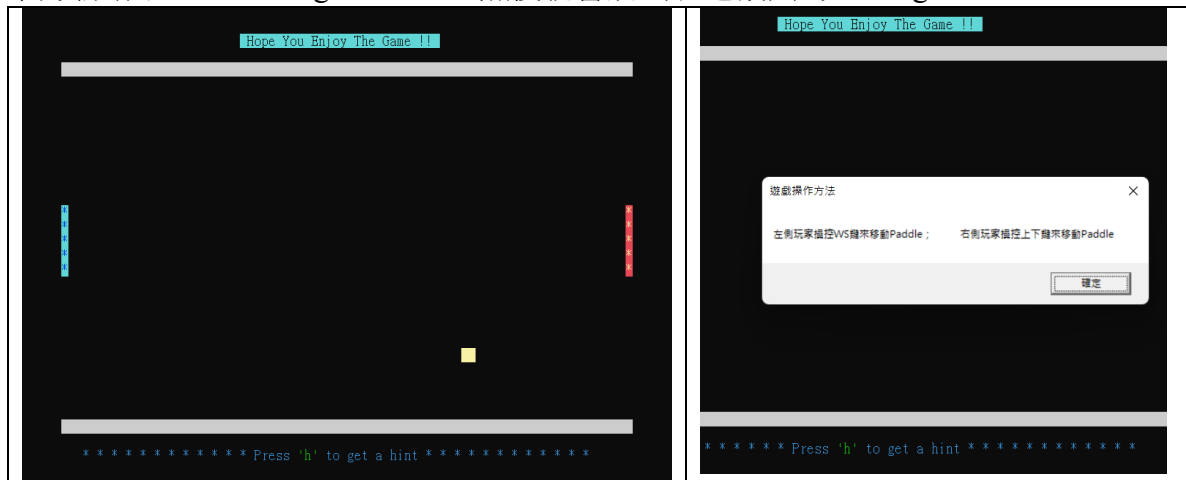 Hope You Enjoy The Game !!
* *
* *
* *
* *
* *
* * * * * * * * * * * * Press 'h' to get a hint * * * * * * * * * * * *
Hope You Enjoy The Game !!
遊戲操作方法
左側玩家操控WS鍵來移動Paddle； 右側玩家操控上下鍵來移動Paddle
確定
* * * * * * Press 'h' to get a hint * * * * * * * * * * * *